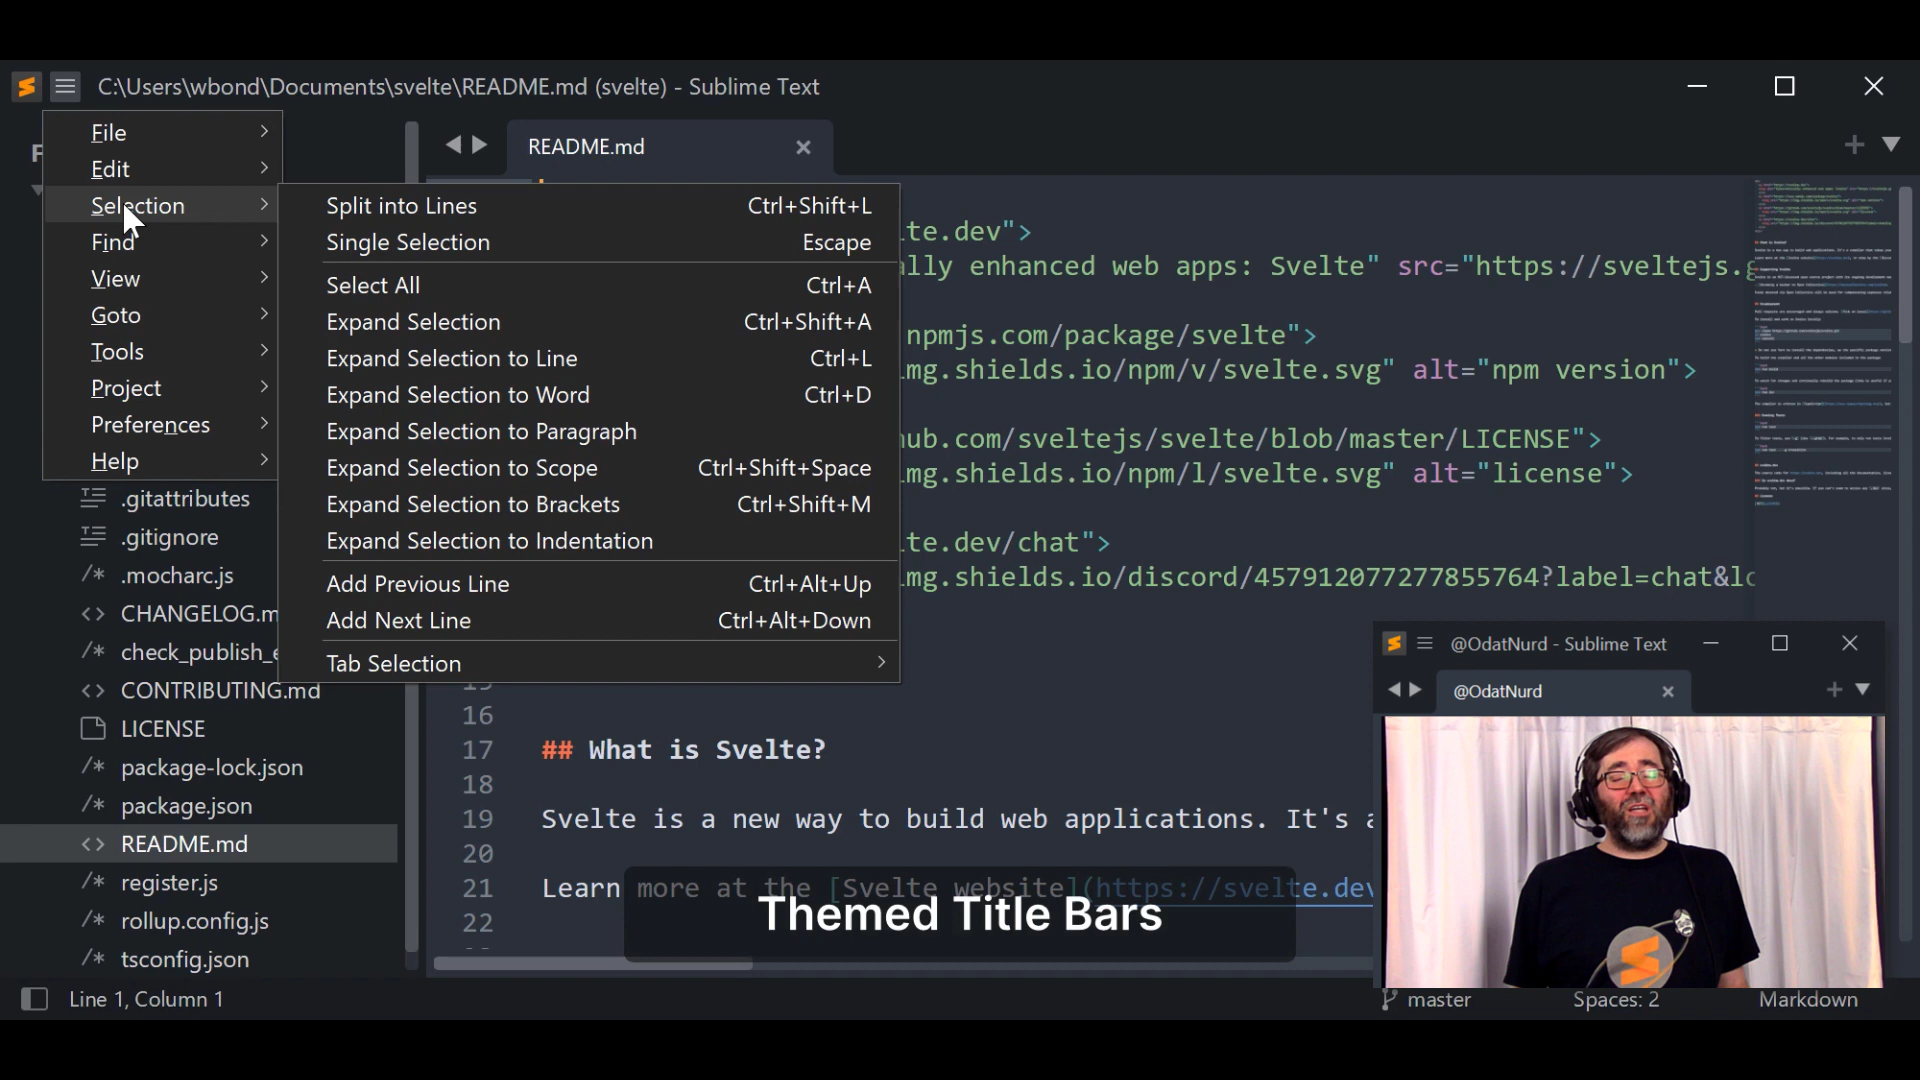 C:\Users\wbond\Documents\svelte\README.md (svelte) - Sublime Text
File
Edit
Selection
Find
View
Goto
Tools
Project
Preferences
Help
Split into Lines Ctrl+Shift+L
Single Selection Escape
Select All Ctrl+A
Expand Selection Ctrl+Shift+A
Expand Selection to Line Ctrl+L
Expand Selection to Word Ctrl+D
Expand Selection to Paragraph
Expand Selection to Scope Ctrl+Shift+Space
Expand Selection to Brackets Ctrl+Shift+M
Expand Selection to Indentation
Add Previous Line Ctrl+Alt+Up
Add Next Line Ctrl+Alt+Down
Tab Selection
.gitattributes
.gitignore
.mocharc.js
CHANGELOG.m
check_publish_e
CONTRIBUTING.md
LICENSE
package-lock.json
package.json
README.md
register.js
rollup.config.js
tsconfig.json
README.md
lte.dev">
ally enhanced web apps: Svelte" src="https://sveltejs.g
npmjs.com/package/svelte">
mg.shields.io/npm/v/svelte.svg" alt="npm version">
hub.com/sveltejs/svelte/blob/master/LICENSE">
mg.shields.io/npm/l/svelte.svg" alt="license">
lte.dev/chat">
mg.shields.io/discord/457912077277855764?label=chat&lo
15
16
17 ## What is Svelte?
18
19 Svelte is a new way to build web applications. It's a
20
21 Learn more at the [Svelte website](https://svelte.dev
22
Themed Title Bars
@OdatNurd - Sublime Text
@OdatNurd
Line 1, Column 1
master
Spaces: 2
Markdown